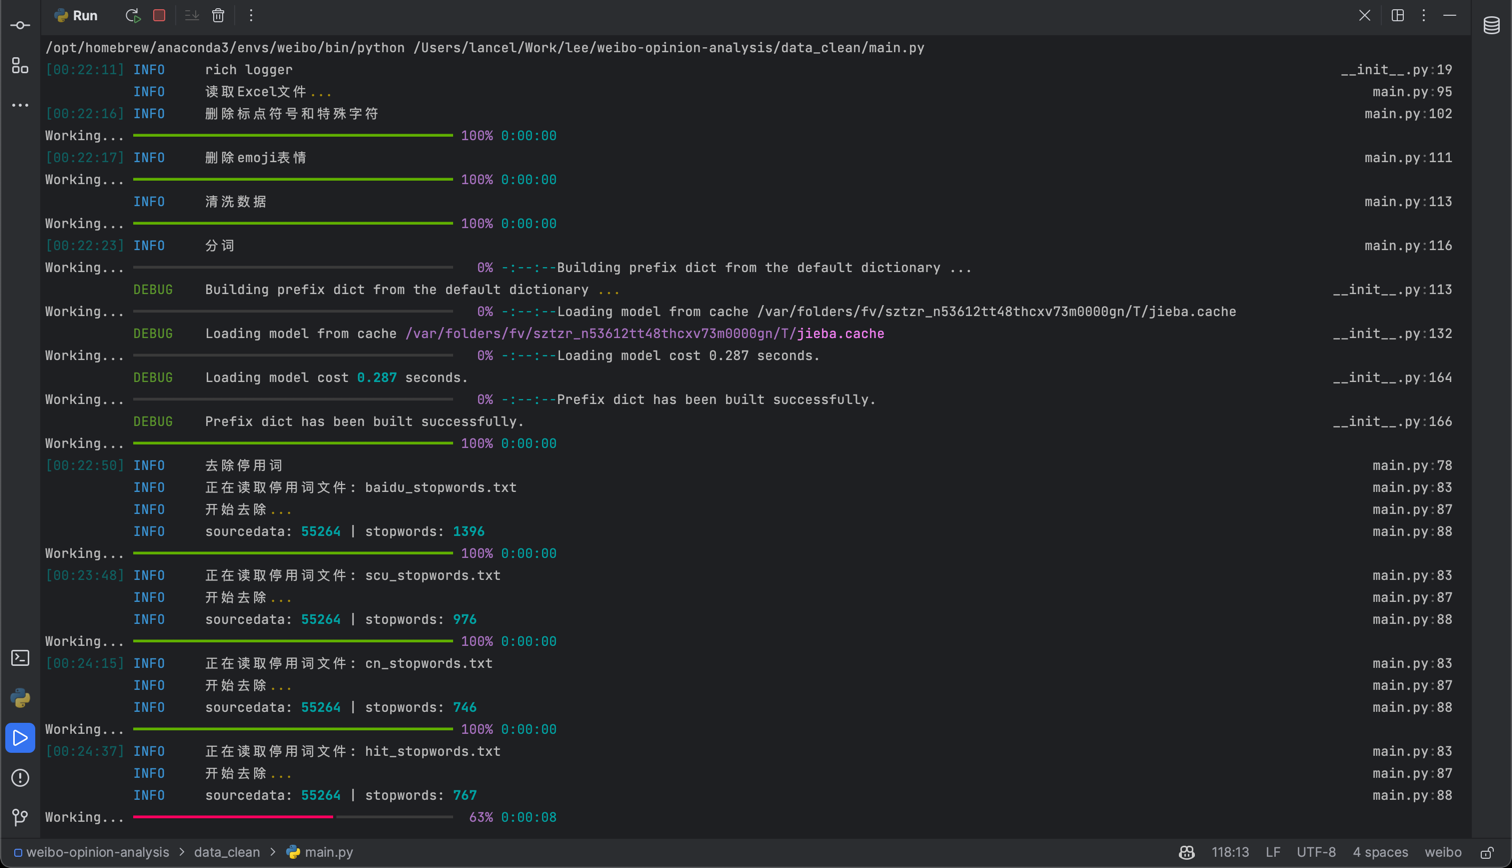 Run
/opt/homebrew/anaconda3/envs/weibo/bin/python /Users/lancel/Work/lee/weibo-opinion-analysis/data_clean/main.py
[00:22:11] INFO rich logger __init__.py:19
INFO 读取Excel文件... main.py:95
[00:22:16] INFO 删除标点符号和特殊字符 main.py:102
Working... 100% 0:00:00
[00:22:17] INFO 删除emoji表情 main.py:111
Working... 100% 0:00:00
INFO 清洗数据 main.py:113
Working... 100% 0:00:00
[00:22:23] INFO 分词 main.py:116
Working... 0% -:--:--Building prefix dict from the default dictionary ...
DEBUG Building prefix dict from the default dictionary ... __init__.py:113
Working... 0% -:--:--Loading model from cache /var/folders/fv/sztzr_n53612tt48thcxv73m0000gn/T/jieba.cache
DEBUG Loading model from cache /var/folders/fv/sztzr_n53612tt48thcxv73m0000gn/T/jieba.cache __init__.py:132
Working... 0% -:--:--Loading model cost 0.287 seconds.
DEBUG Loading model cost 0.287 seconds. __init__.py:164
Working... 0% -:--:--Prefix dict has been built successfully.
DEBUG Prefix dict has been built successfully. __init__.py:166
Working... 100% 0:00:00
[00:22:50] INFO 去除停用词 main.py:78
INFO 正在读取停用词文件: baidu_stopwords.txt main.py:83
INFO 开始去除... main.py:87
INFO sourcedata: 55264 | stopwords: 1396 main.py:88
Working... 100% 0:00:00
[00:23:48] INFO 正在读取停用词文件: scu_stopwords.txt main.py:83
INFO 开始去除... main.py:87
INFO sourcedata: 55264 | stopwords: 976 main.py:88
Working... 100% 0:00:00
[00:24:15] INFO 正在读取停用词文件: cn_stopwords.txt main.py:83
INFO 开始去除... main.py:87
INFO sourcedata: 55264 | stopwords: 746 main.py:88
Working... 100% 0:00:00
[00:24:37] INFO 正在读取停用词文件: hit_stopwords.txt main.py:83
INFO 开始去除... main.py:87
INFO sourcedata: 55264 | stopwords: 767 main.py:88
Working... 63% 0:00:08
weibo-opinion-analysis > data_clean > main.py 118:13 LF UTF-8 4 spaces weibo